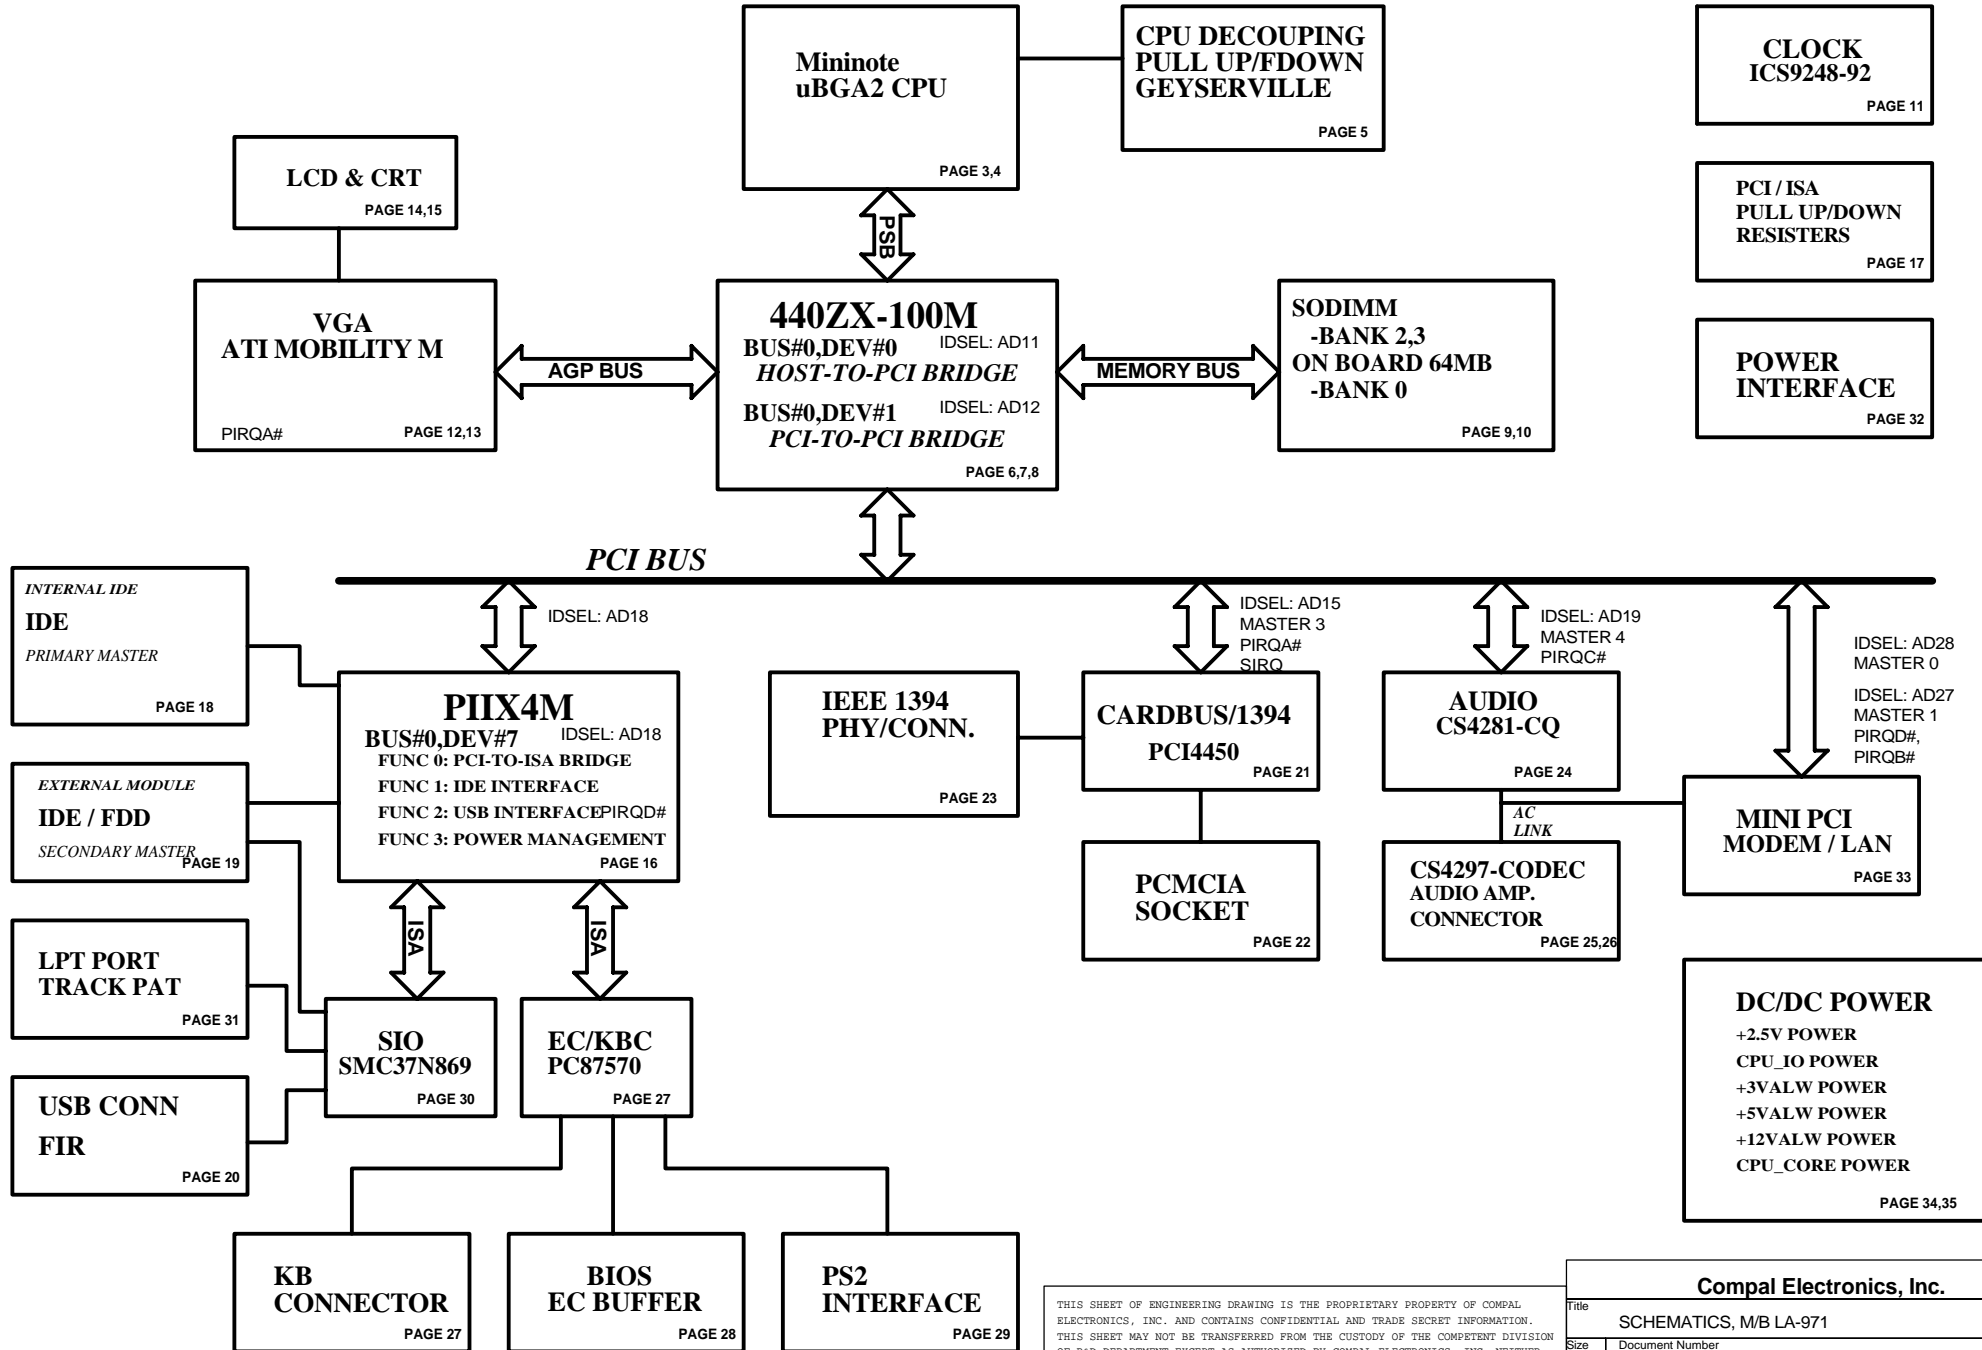 Mininote
uBGA2 CPU
PAGE 3,4
CPU DECOUPING
PULL UP/FDOWN
GEYSERVILLE
PAGE 5
CLOCK
ICS9248-92
PAGE 11
LCD & CRT
PAGE 14,15
PSB
PCI / ISA
PULL UP/DOWN
RESISTERS
PAGE 17
VGA
ATI MOBILITY M
PIRQA#
PAGE 12,13
AGP BUS
440ZX-100M
BUS#0,DEV#0 IDSEL: AD11
HOST-TO-PCI BRIDGE
BUS#0,DEV#1 IDSEL: AD12
PCI-TO-PCI BRIDGE
PAGE 6,7,8
MEMORY BUS
SODIMM
-BANK 2,3
ON BOARD 64MB
-BANK 0
PAGE 9,10
POWER
INTERFACE
PAGE 32
PCI BUS
INTERNAL IDE
IDE
PRIMARY MASTER
PAGE 18
IDSEL: AD18
IDSEL: AD15
MASTER 3
PIRQA#
SIRQ
IDSEL: AD19
MASTER 4
PIRQC#
IDSEL: AD28
MASTER 0
IDSEL: AD27
MASTER 1
PIRQD#,
PIRQB#
PIIX4M
BUS#0,DEV#7 IDSEL: AD18
FUNC 0: PCI-TO-ISA BRIDGE
FUNC 1: IDE INTERFACE
FUNC 2: USB INTERFACE PIRQD#
FUNC 3: POWER MANAGEMENT
PAGE 16
IEEE 1394
PHY/CONN.
PAGE 23
CARDBUS/1394
PCI4450
PAGE 21
AUDIO
CS4281-CQ
PAGE 24
EXTERNAL MODULE
IDE / FDD
SECONDARY MASTER
PAGE 19
AC
LINK
MINI PCI
MODEM / LAN
PAGE 33
PCMCIA
SOCKET
PAGE 22
CS4297-CODEC
AUDIO AMP.
CONNECTOR
PAGE 25,26
ISA
ISA
LPT PORT
TRACK PAT
PAGE 31
SIO
SMC37N869
PAGE 30
EC/KBC
PC87570
PAGE 27
DC/DC POWER
+2.5V POWER
CPU_IO POWER
+3VALW POWER
+5VALW POWER
+12VALW POWER
CPU_CORE POWER
PAGE 34,35
USB CONN
FIR
PAGE 20
KB
CONNECTOR
PAGE 27
BIOS
EC BUFFER
PAGE 28
PS2
INTERFACE
PAGE 29
THIS SHEET OF ENGINEERING DRAWING IS THE PROPRIETARY PROPERTY OF COMPAL
ELECTRONICS, INC. AND CONTAINS CONFIDENTIAL AND TRADE SECRET INFORMATION.
THIS SHEET MAY NOT BE TRANSFERRED FROM THE CUSTODY OF THE COMPETENT DIVISION
Compal Electronics, Inc.
Title
SCHEMATICS, M/B LA-971
Size Document Number